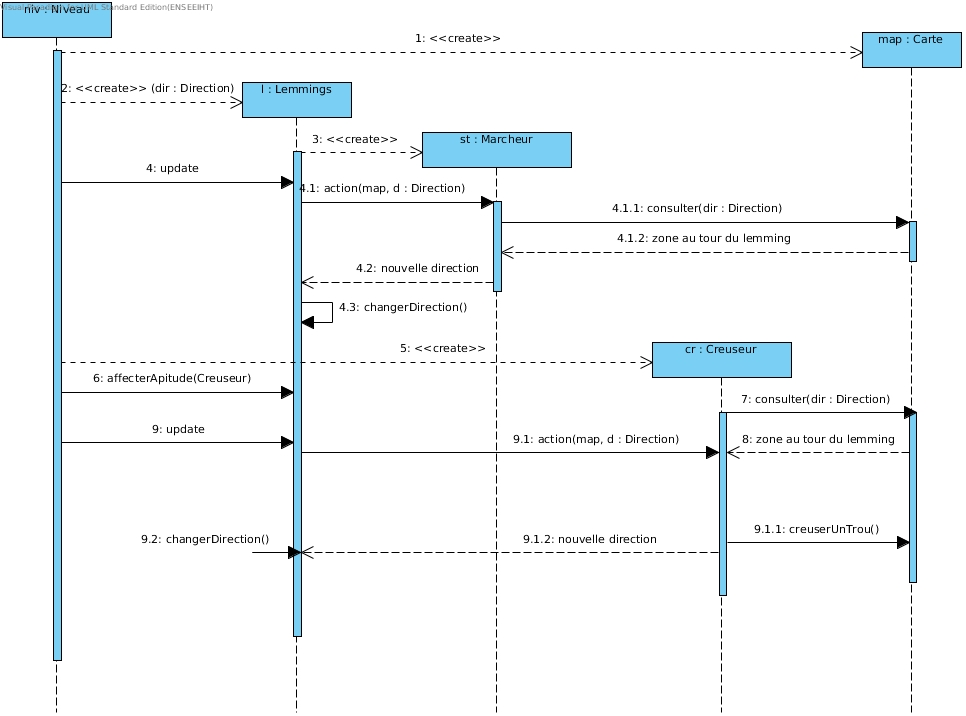 ML Standard Edition(ENSEEIHT)
niv : Niveau
1: <<create>>
map : Carte
2: <<create>> (dir : Direction)
l : Lemmings
3: <<create>>
st : Marcheur
4: update
4.1: action(map, d : Direction)
4.1.1: consulter(dir : Direction)
4.1.2: zone au tour du lemming
4.2: nouvelle direction
4.3: changerDirection()
5: <<create>>
cr : Creuseur
6: affecterApitude(Creuseur)
7: consulter(dir : Direction)
9: update
9.1: action(map, d : Direction)
8: zone au tour du lemming
9.1.1: creuserUnTrou()
9.2: changerDirection()
9.1.2: nouvelle direction